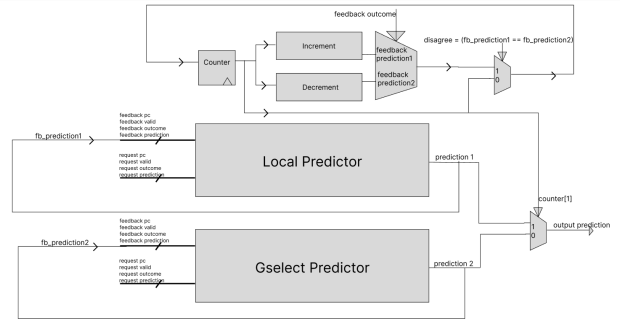 feedback outcome
disagree = (fb_prediction1 == fb_prediction2)
Increment
feedback
prediction1
Counter
1
0
feedback
prediction2
Decrement
feedback pc
feedback valid
feedback outcome
feedback prediction
fb_prediction1
Local Predictor
prediction 1
request pc
request valid
request outcome
request prediction
counter[1]
feedback pc
feedback valid
feedback outcome
feedback prediction
1
0
output prediction
fb_prediction2
Gselect Predictor
prediction 2
request pc
request valid
request outcome
request prediction